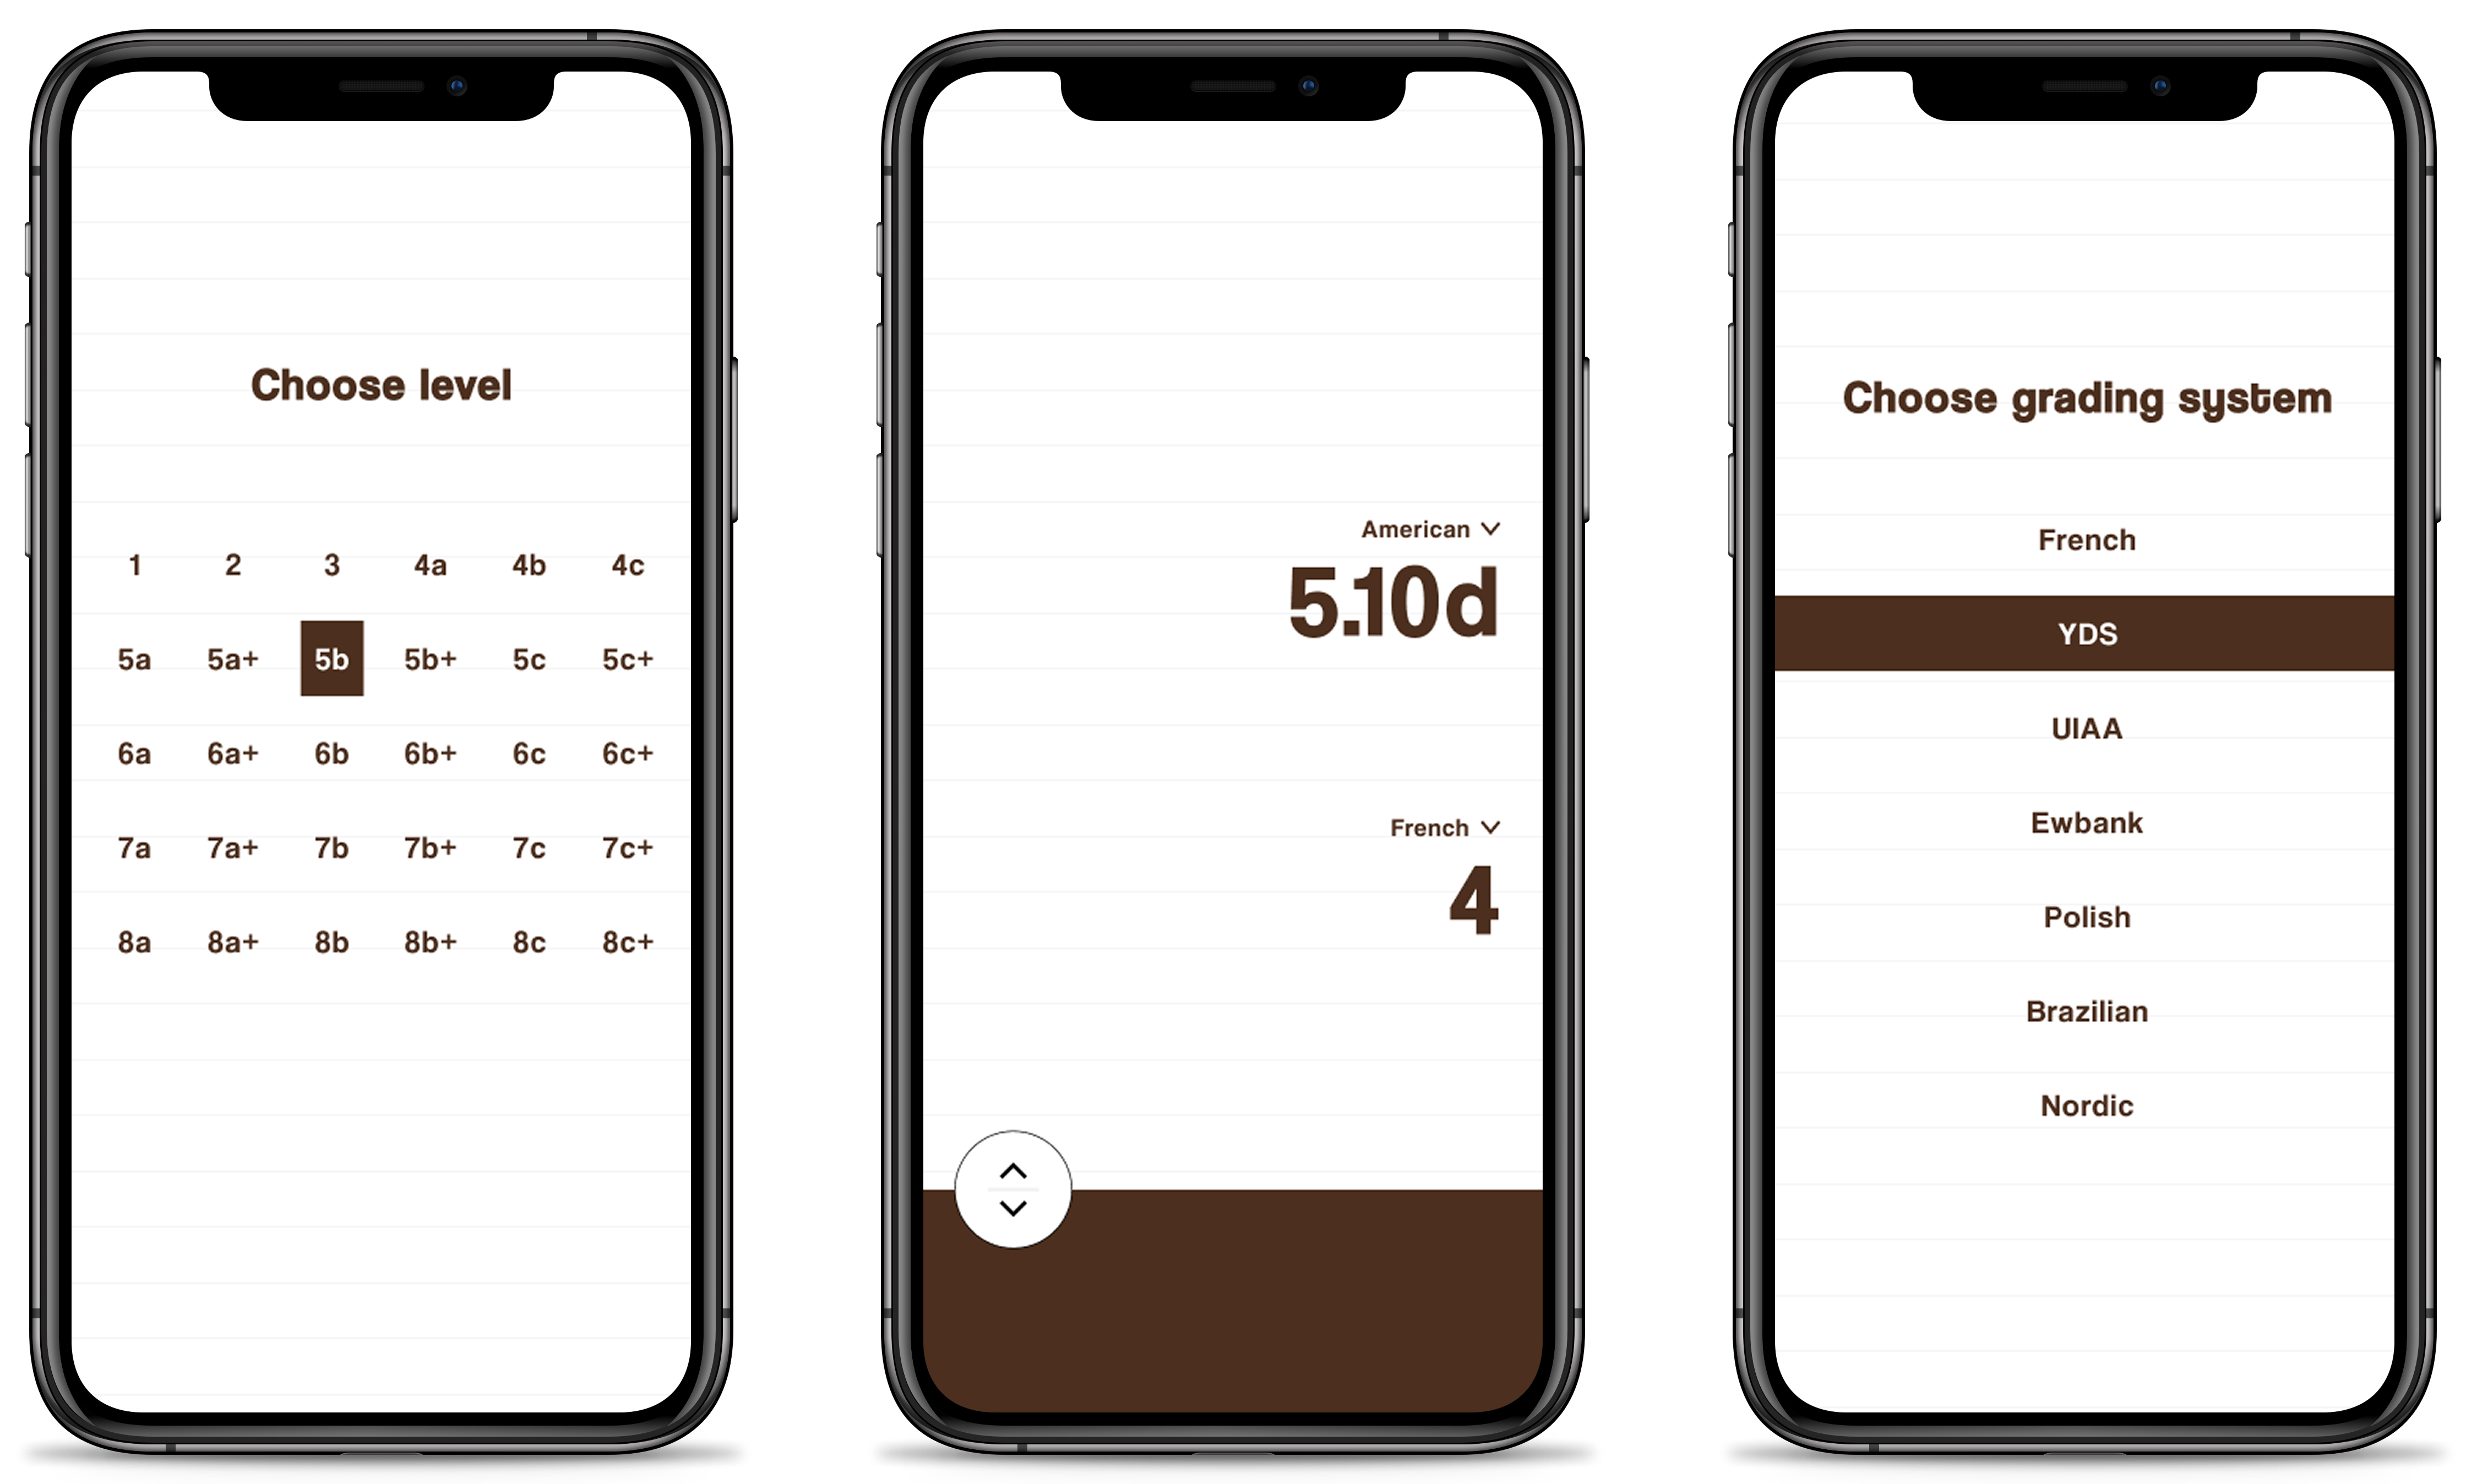 Choose level
1 2 3 4a 4b 4c
5a 5a+ 5b 5b+ 5c 5c+
6a 6a+ 6b 6b+ 6c 6c+
7a 7a+ 7b 7b+ 7c 7c+
8a 8a+ 8b 8b+ 8c 8c+
American
5.10d
French
4
Choose grading system
French
YDS
UIAA
Ewbank
Polish
Brazilian
Nordic